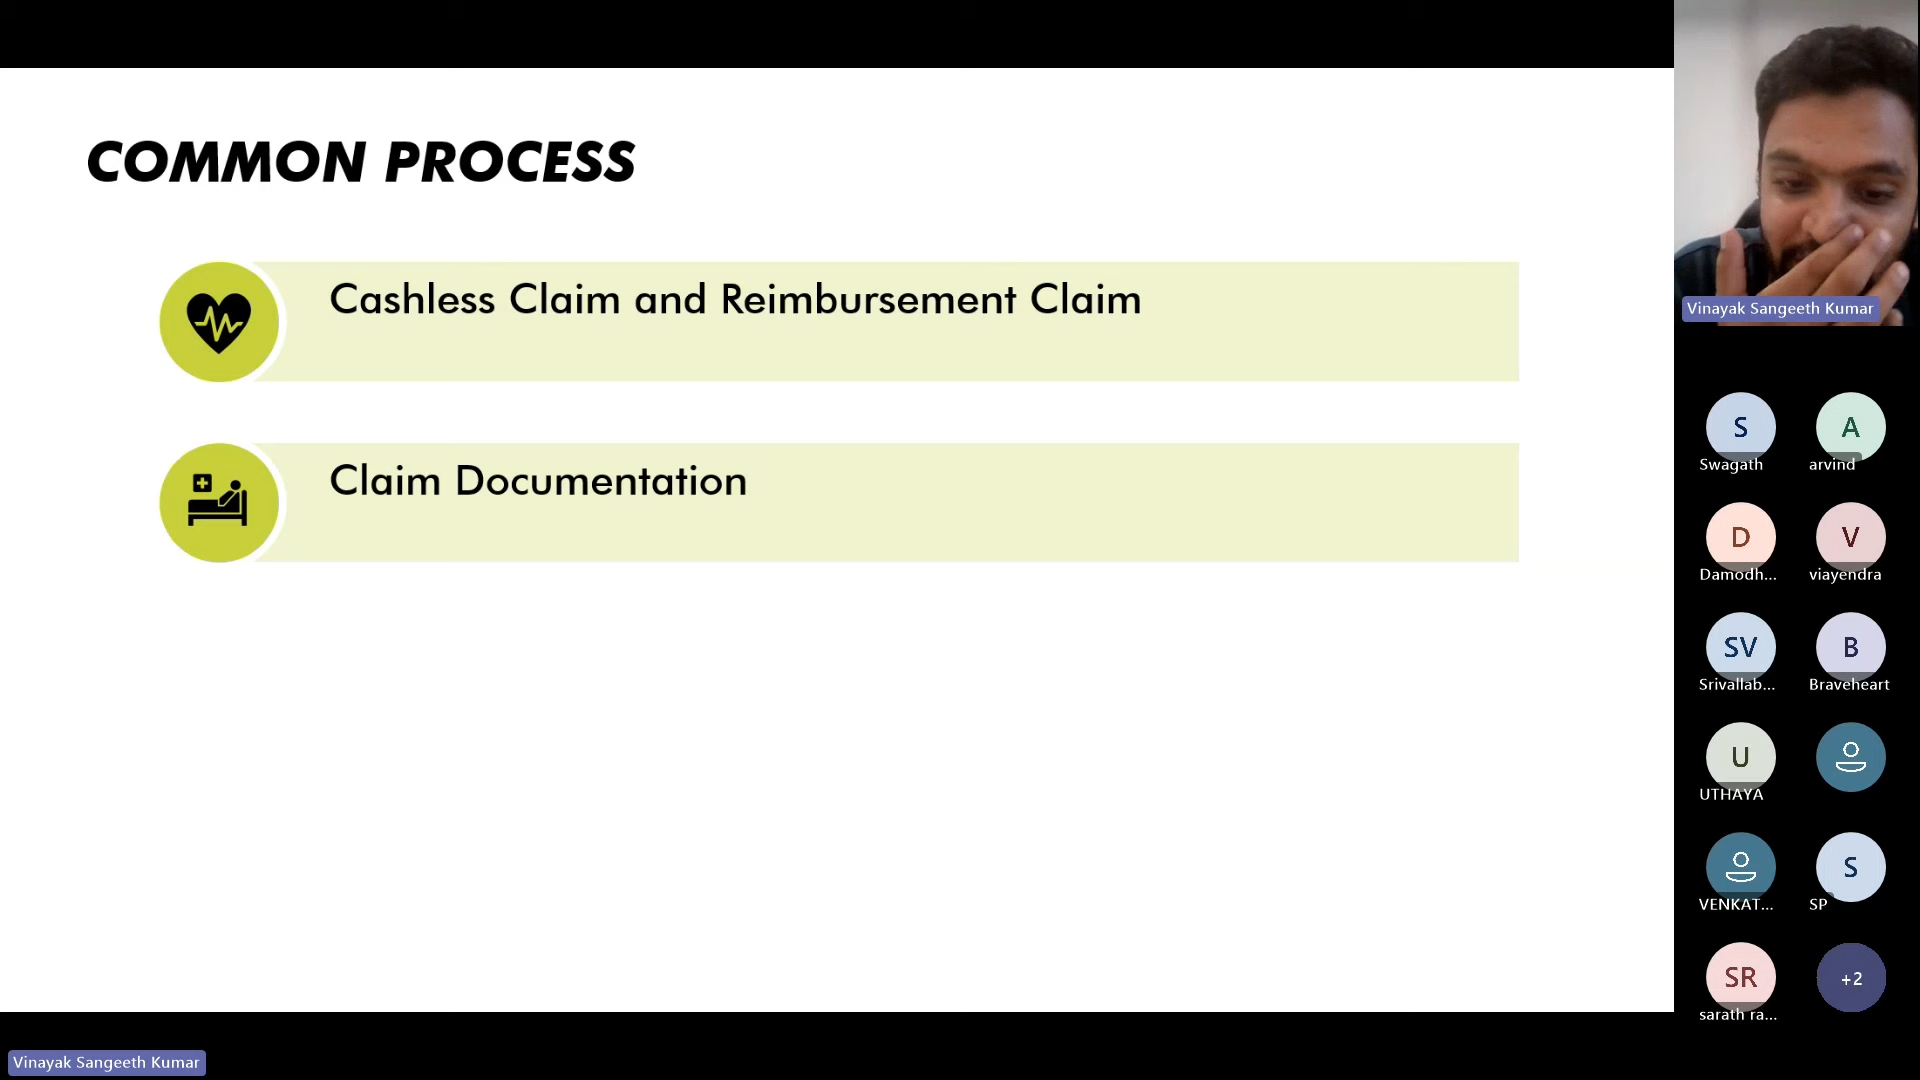 COMMON PROCESS
Cashless Claim and Reimbursement Claim
Claim Documentation
Vinayak Sangeeth Kumar
S
Swagath
A
arvind
D
Damodh...
V
viayendra
SV
Srivallab...
B
Braveheart
U
UTHAYA
VENKAT...
S
SP
SR
sarath ra...
+2
Vinayak Sangeeth Kumar